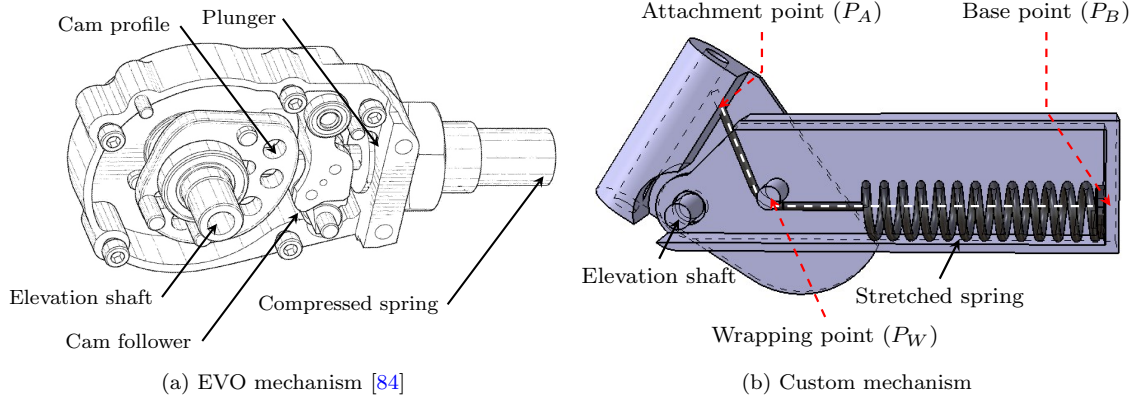 Plunger
Cam profile
Elevation shaft
Compressed spring
Cam follower
(a) EVO mechanism [84]
Attachment point (P_A)
Base point (P_B)
Elevation shaft
Stretched spring
Wrapping point (P_W)
(b) Custom mechanism